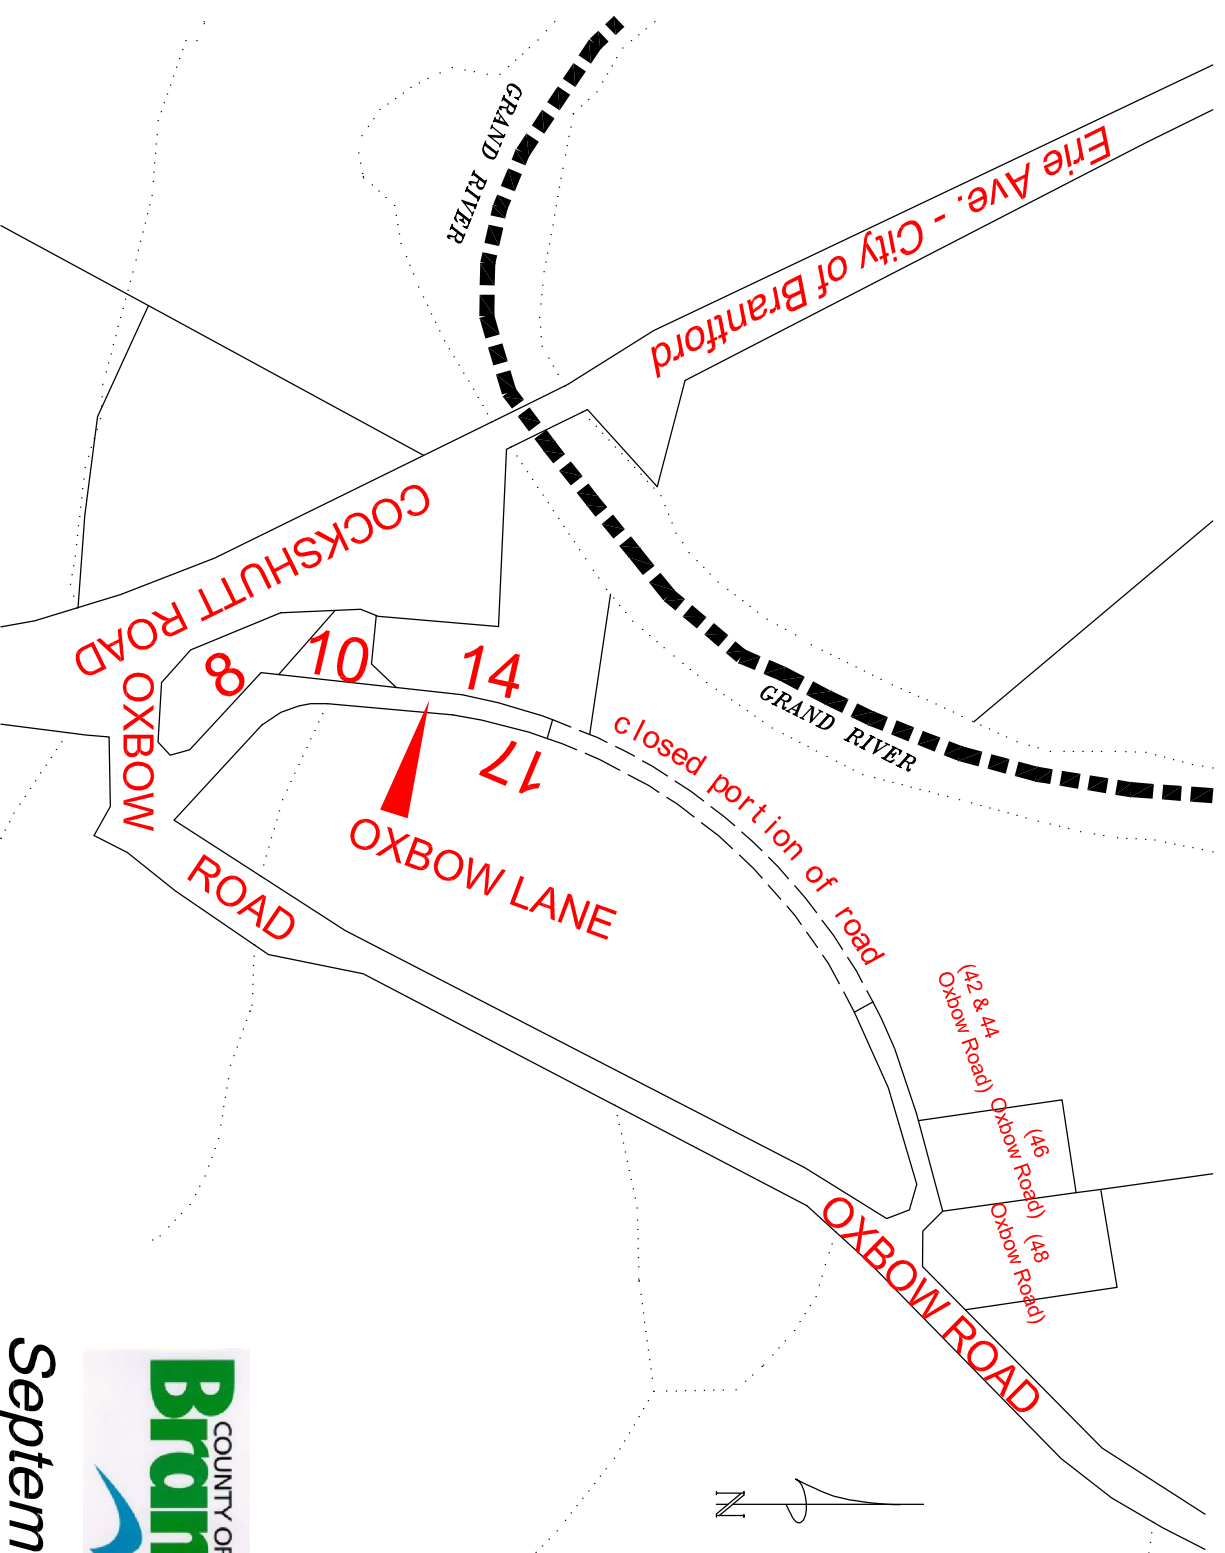 GRAND RIVER
Erie Ave. - City of Brantford
COCKSHUTT ROAD
8
10
14
17
OXBOW
ROAD
OXBOW LANE
closed portion of road
GRAND RIVER
(42 & 44
Oxbow Road)
(46
Oxbow Road)
(48
Oxbow Road)
OXBOW ROAD
N
COUNTY OF
Bran
Septem